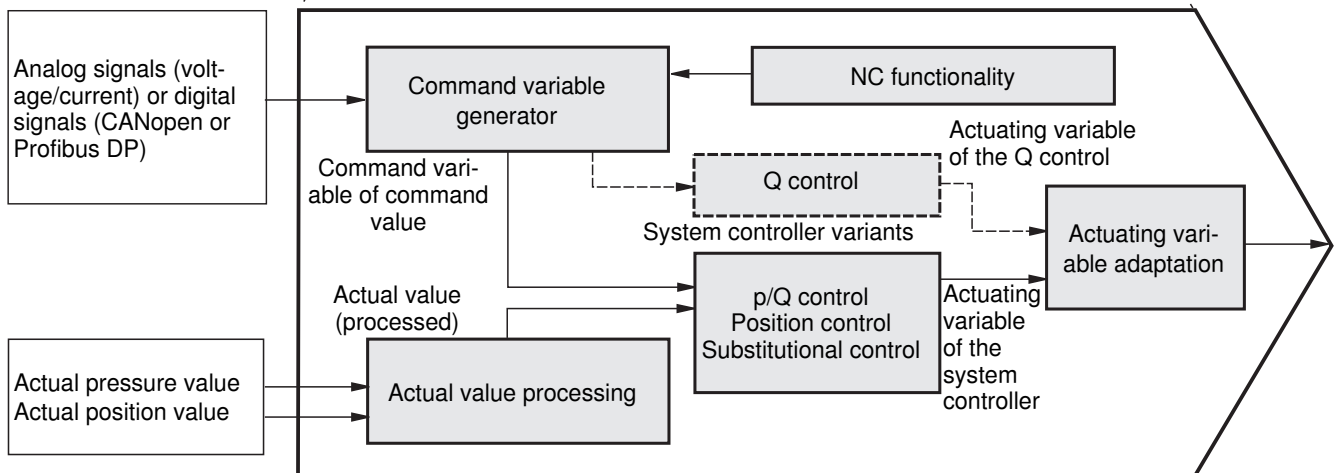 Analog signals (volt-
age/current) or digital
signals (CANopen or
Profibus DP)
Command variable
generator
NC functionality
Command vari-
able of command
value
Q control
Actuating variable
of the Q control
System controller variants
Actuating vari-
able adaptation
Actual value
(processed)
p/Q control
Position control
Substitutional control
Actuating
variable
of the
system
controller
Actual pressure value
Actual position value
Actual value processing